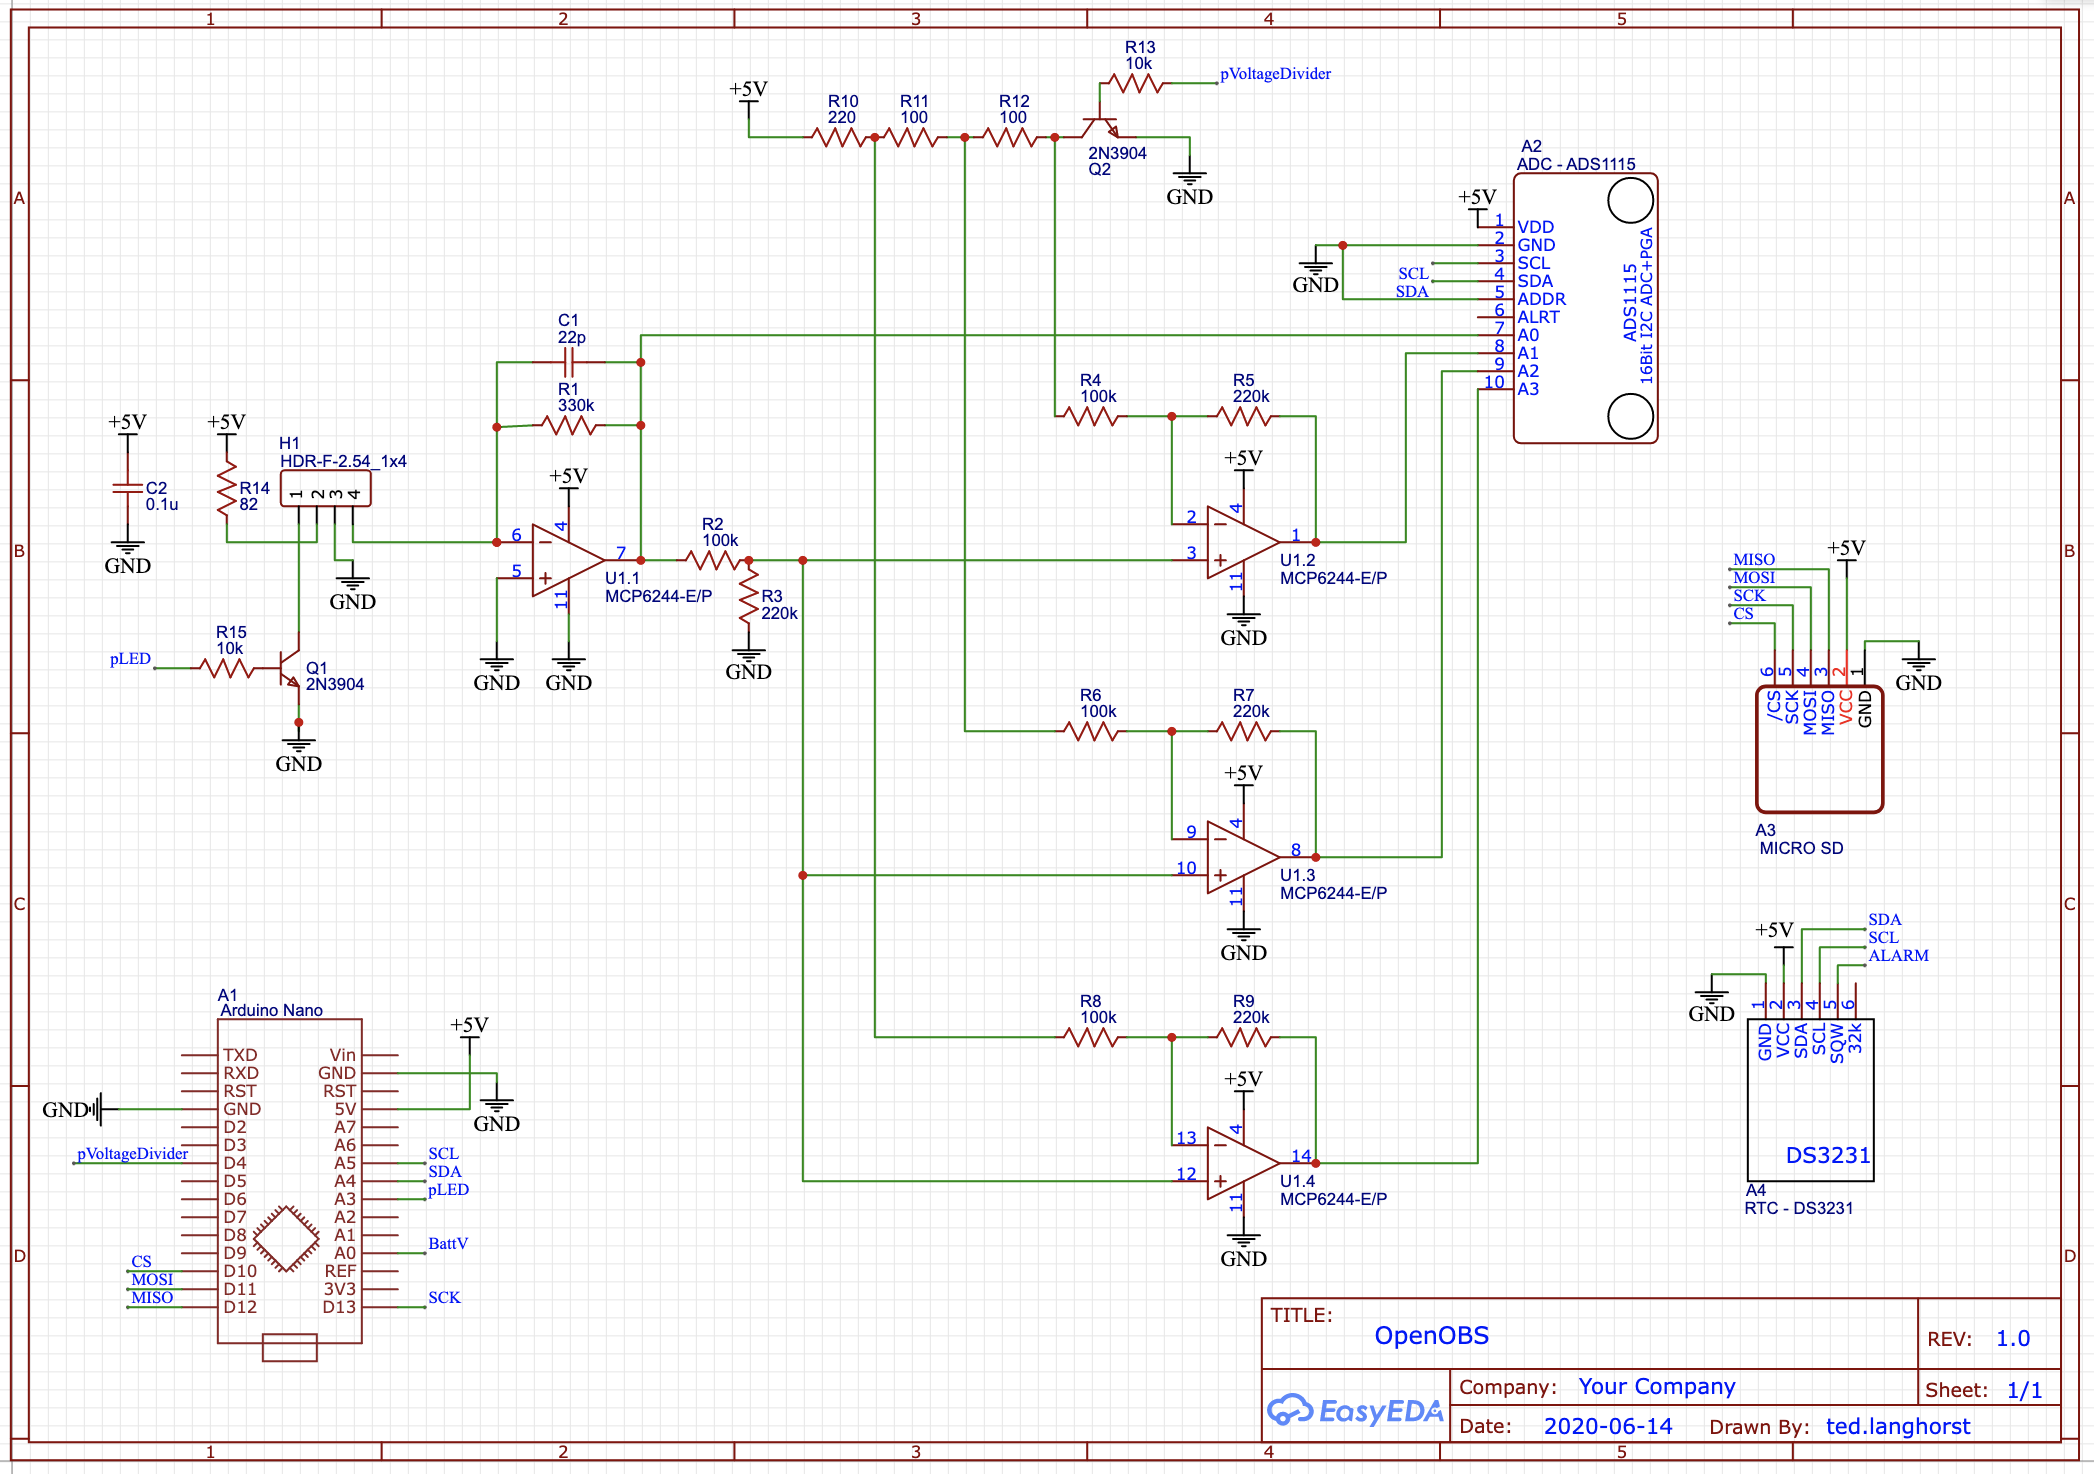 1 2 3 4 5
A
B
C
D
A
B
C
D
1 2 3 4 5
+5V
R10
220
R11
100
R12
100
R13
10k
pVoltageDivider
2N3904
Q2
GND
A2
ADC - ADS1115
+5V
1 VDD
2 GND
3 SCL
4 SDA
5 ADDR
6 ALRT
7 A0
8 A1
9 A2
10 A3
ADS1115
16Bit I2C ADC+PGA
GND
SCL
SDA
C1
22p
R1
330k
+5V
6
5
4
11
7
U1.1
MCP6244-E/P
GND
GND
R2
100k
R3
220k
GND
+5V
C2
0.1u
GND
+5V
R14
82
H1
HDR-F-2.54_1x4
1 2 3 4
GND
pLED
R15
10k
Q1
2N3904
GND
R4
100k
R5
220k
+5V
2
3
4
11
1
U1.2
MCP6244-E/P
GND
R6
100k
R7
220k
+5V
9
10
4
11
8
U1.3
MCP6244-E/P
GND
R8
100k
R9
220k
+5V
13
12
4
11
14
U1.4
MCP6244-E/P
GND
MISO
MOSI
SCK
CS
+5V
GND
6 5 4 3 2 1
/CS
SCK
MOSI
MISO
VCC
GND
A3
MICRO SD
+5V
SDA
SCL
ALARM
GND
1 2 3 4 5 6
GND
VCC
SDA
SCL
SQW
32k
DS3231
A4
RTC - DS3231
A1
Arduino Nano
TXD Vin
RXD GND
RST RST
GND 5V
D2 A7
D3 A6
D4 A5
D5 A4
D6 A3
D7 A2
D8 A1
D9 A0
D10 REF
D11 3V3
D12 D13
GND
pVoltageDivider
CS
MOSI
MISO
+5V
GND
SCL
SDA
pLED
BattV
SCK
TITLE:
OpenOBS
REV: 1.0
EasyEDA
Company: Your Company
Sheet: 1/1
Date: 2020-06-14 Drawn By: ted.langhorst